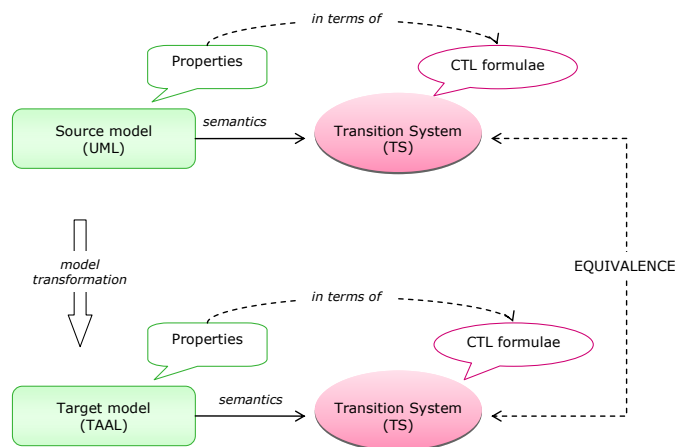 in terms of
Properties
CTL formulae
Source model
(UML)
semantics
Transition System
(TS)
model
transformation
EQUIVALENCE
in terms of
Properties
CTL formulae
Target model
(TAAL)
semantics
Transition System
(TS)